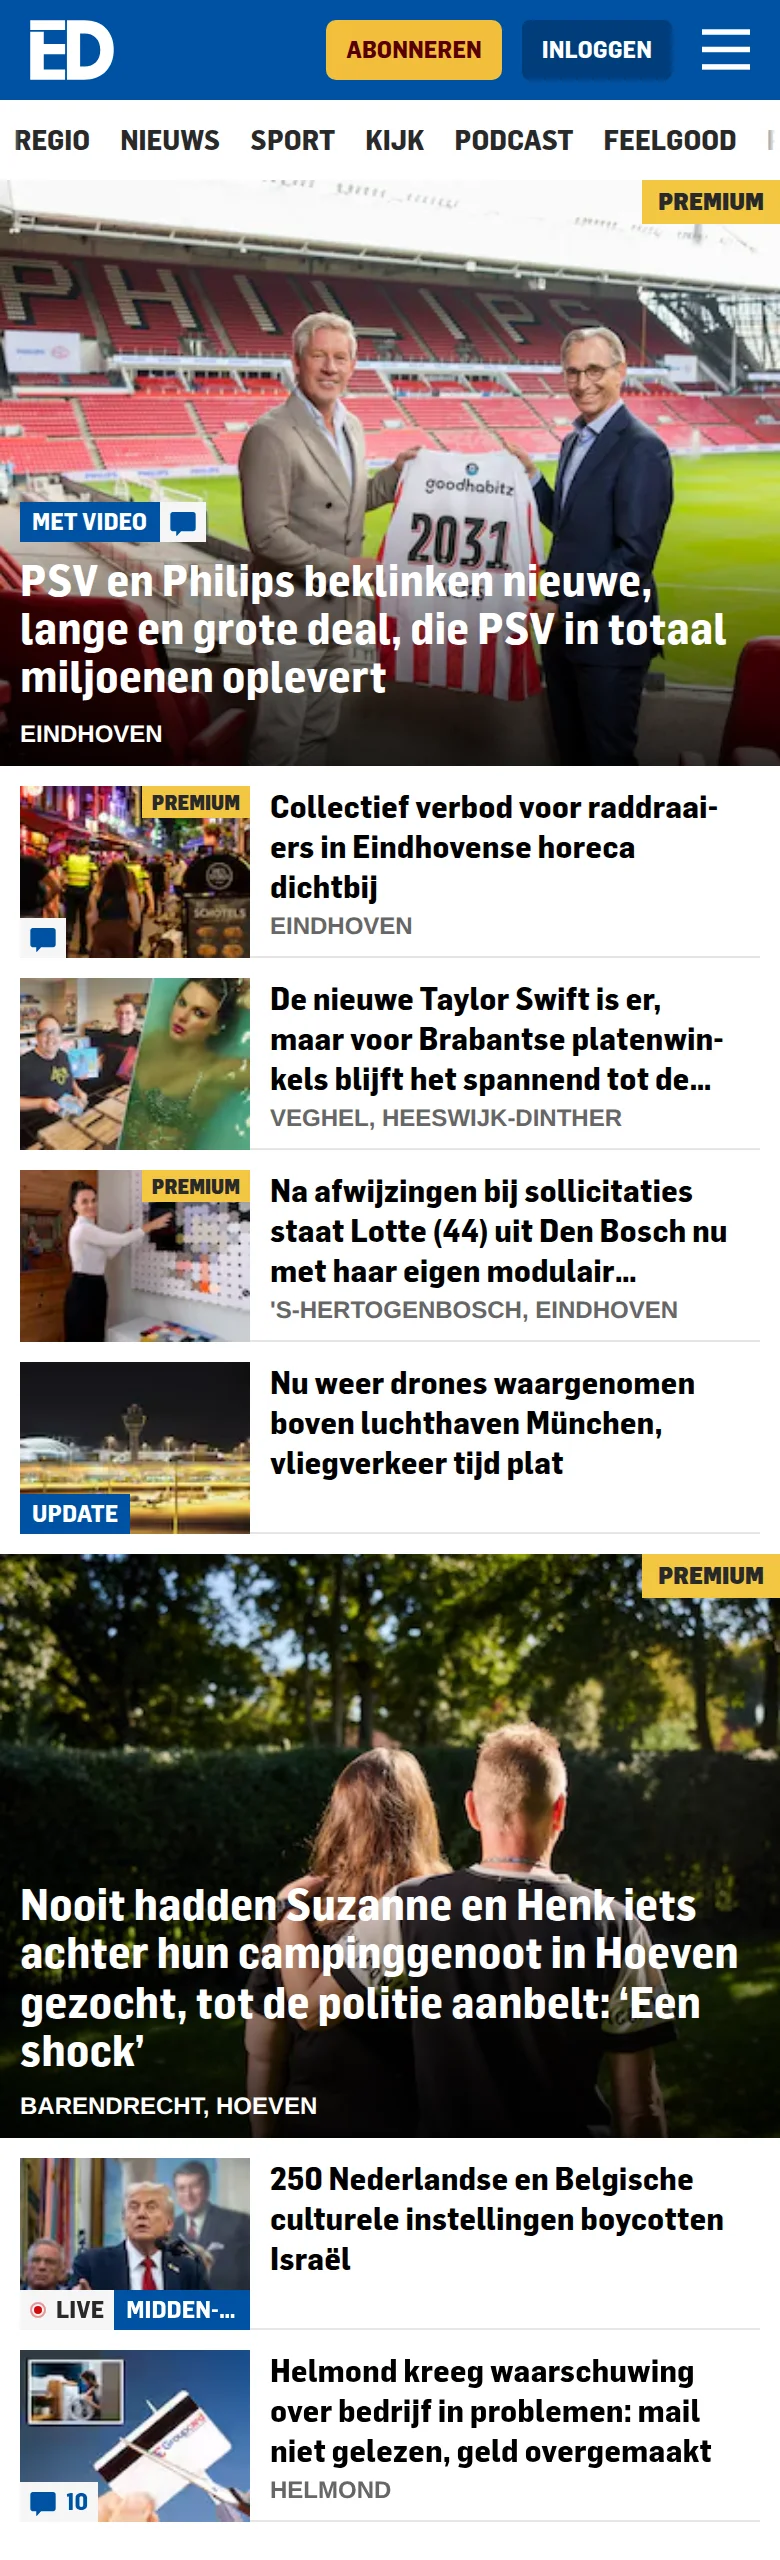 ED
ABONNEREN
INLOGGEN
REGIO NIEUWS SPORT KIJK PODCAST FEELGOOD
PREMIUM
PHILIPS
goodhabitz
2031
MET VIDEO
PSV en Philips beklinken nieuwe,
lange en grote deal, die PSV in totaal
miljoenen oplevert
EINDHOVEN
PREMIUM
SCHOTELS
Collectief verbod voor raddraai-
ers in Eindhovense horeca
dichtbij
EINDHOVEN
De nieuwe Taylor Swift is er,
maar voor Brabantse platenwin-
kels blijft het spannend tot de...
VEGHEL, HEESWIJK-DINTHER
PREMIUM
Na afwijzingen bij sollicitaties
staat Lotte (44) uit Den Bosch nu
met haar eigen modulair...
'S-HERTOGENBOSCH, EINDHOVEN
UPDATE
Nu weer drones waargenomen
boven luchthaven München,
vliegverkeer tijd plat
PREMIUM
Nooit hadden Suzanne en Henk iets
achter hun campinggenoot in Hoeven
gezocht, tot de politie aanbelt: ‘Een
shock’
BARENDRECHT, HOEVEN
LIVE MIDDEN-...
250 Nederlandse en Belgische
culturele instellingen boycotten
Israël
Groupcard
10
Helmond kreeg waarschuwing
over bedrijf in problemen: mail
niet gelezen, geld overgemaakt
HELMOND